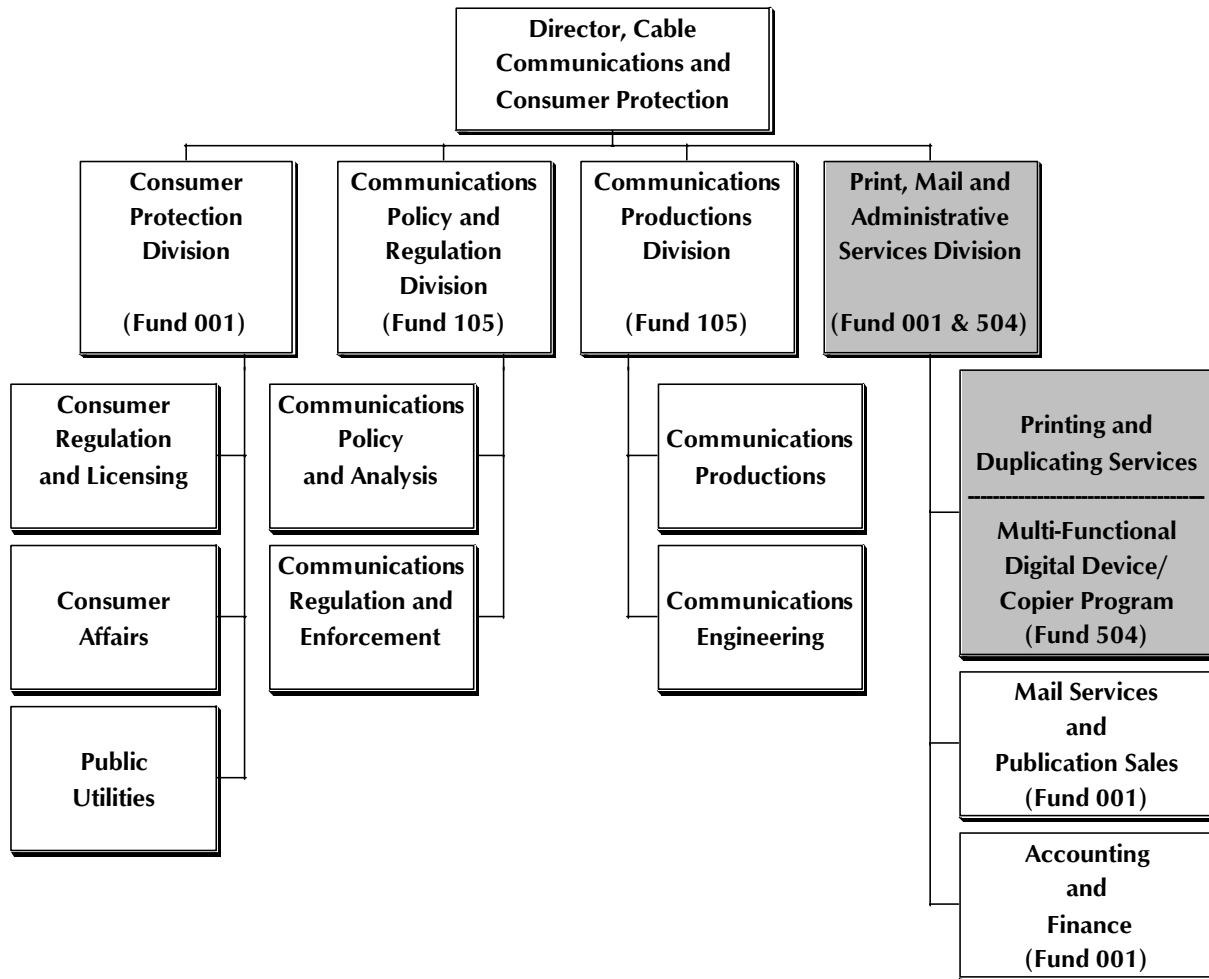 Director, Cable
Communications and
Consumer Protection
Consumer
Protection
Division
(Fund 001)
Communications
Policy and
Regulation
Division
(Fund 105)
Communications
Productions
Division
(Fund 105)
Print, Mail and
Administrative
Services Division
(Fund 001 & 504)
Consumer
Regulation
and Licensing
Consumer
Affairs
Public
Utilities
Communications
Policy
and Analysis
Communications
Regulation and
Enforcement
Communications
Productions
Communications
Engineering
Printing and
Duplicating Services
Multi-Functional
Digital Device/
Copier Program
(Fund 504)
Mail Services
and
Publication Sales
(Fund 001)
Accounting
and
Finance
(Fund 001)